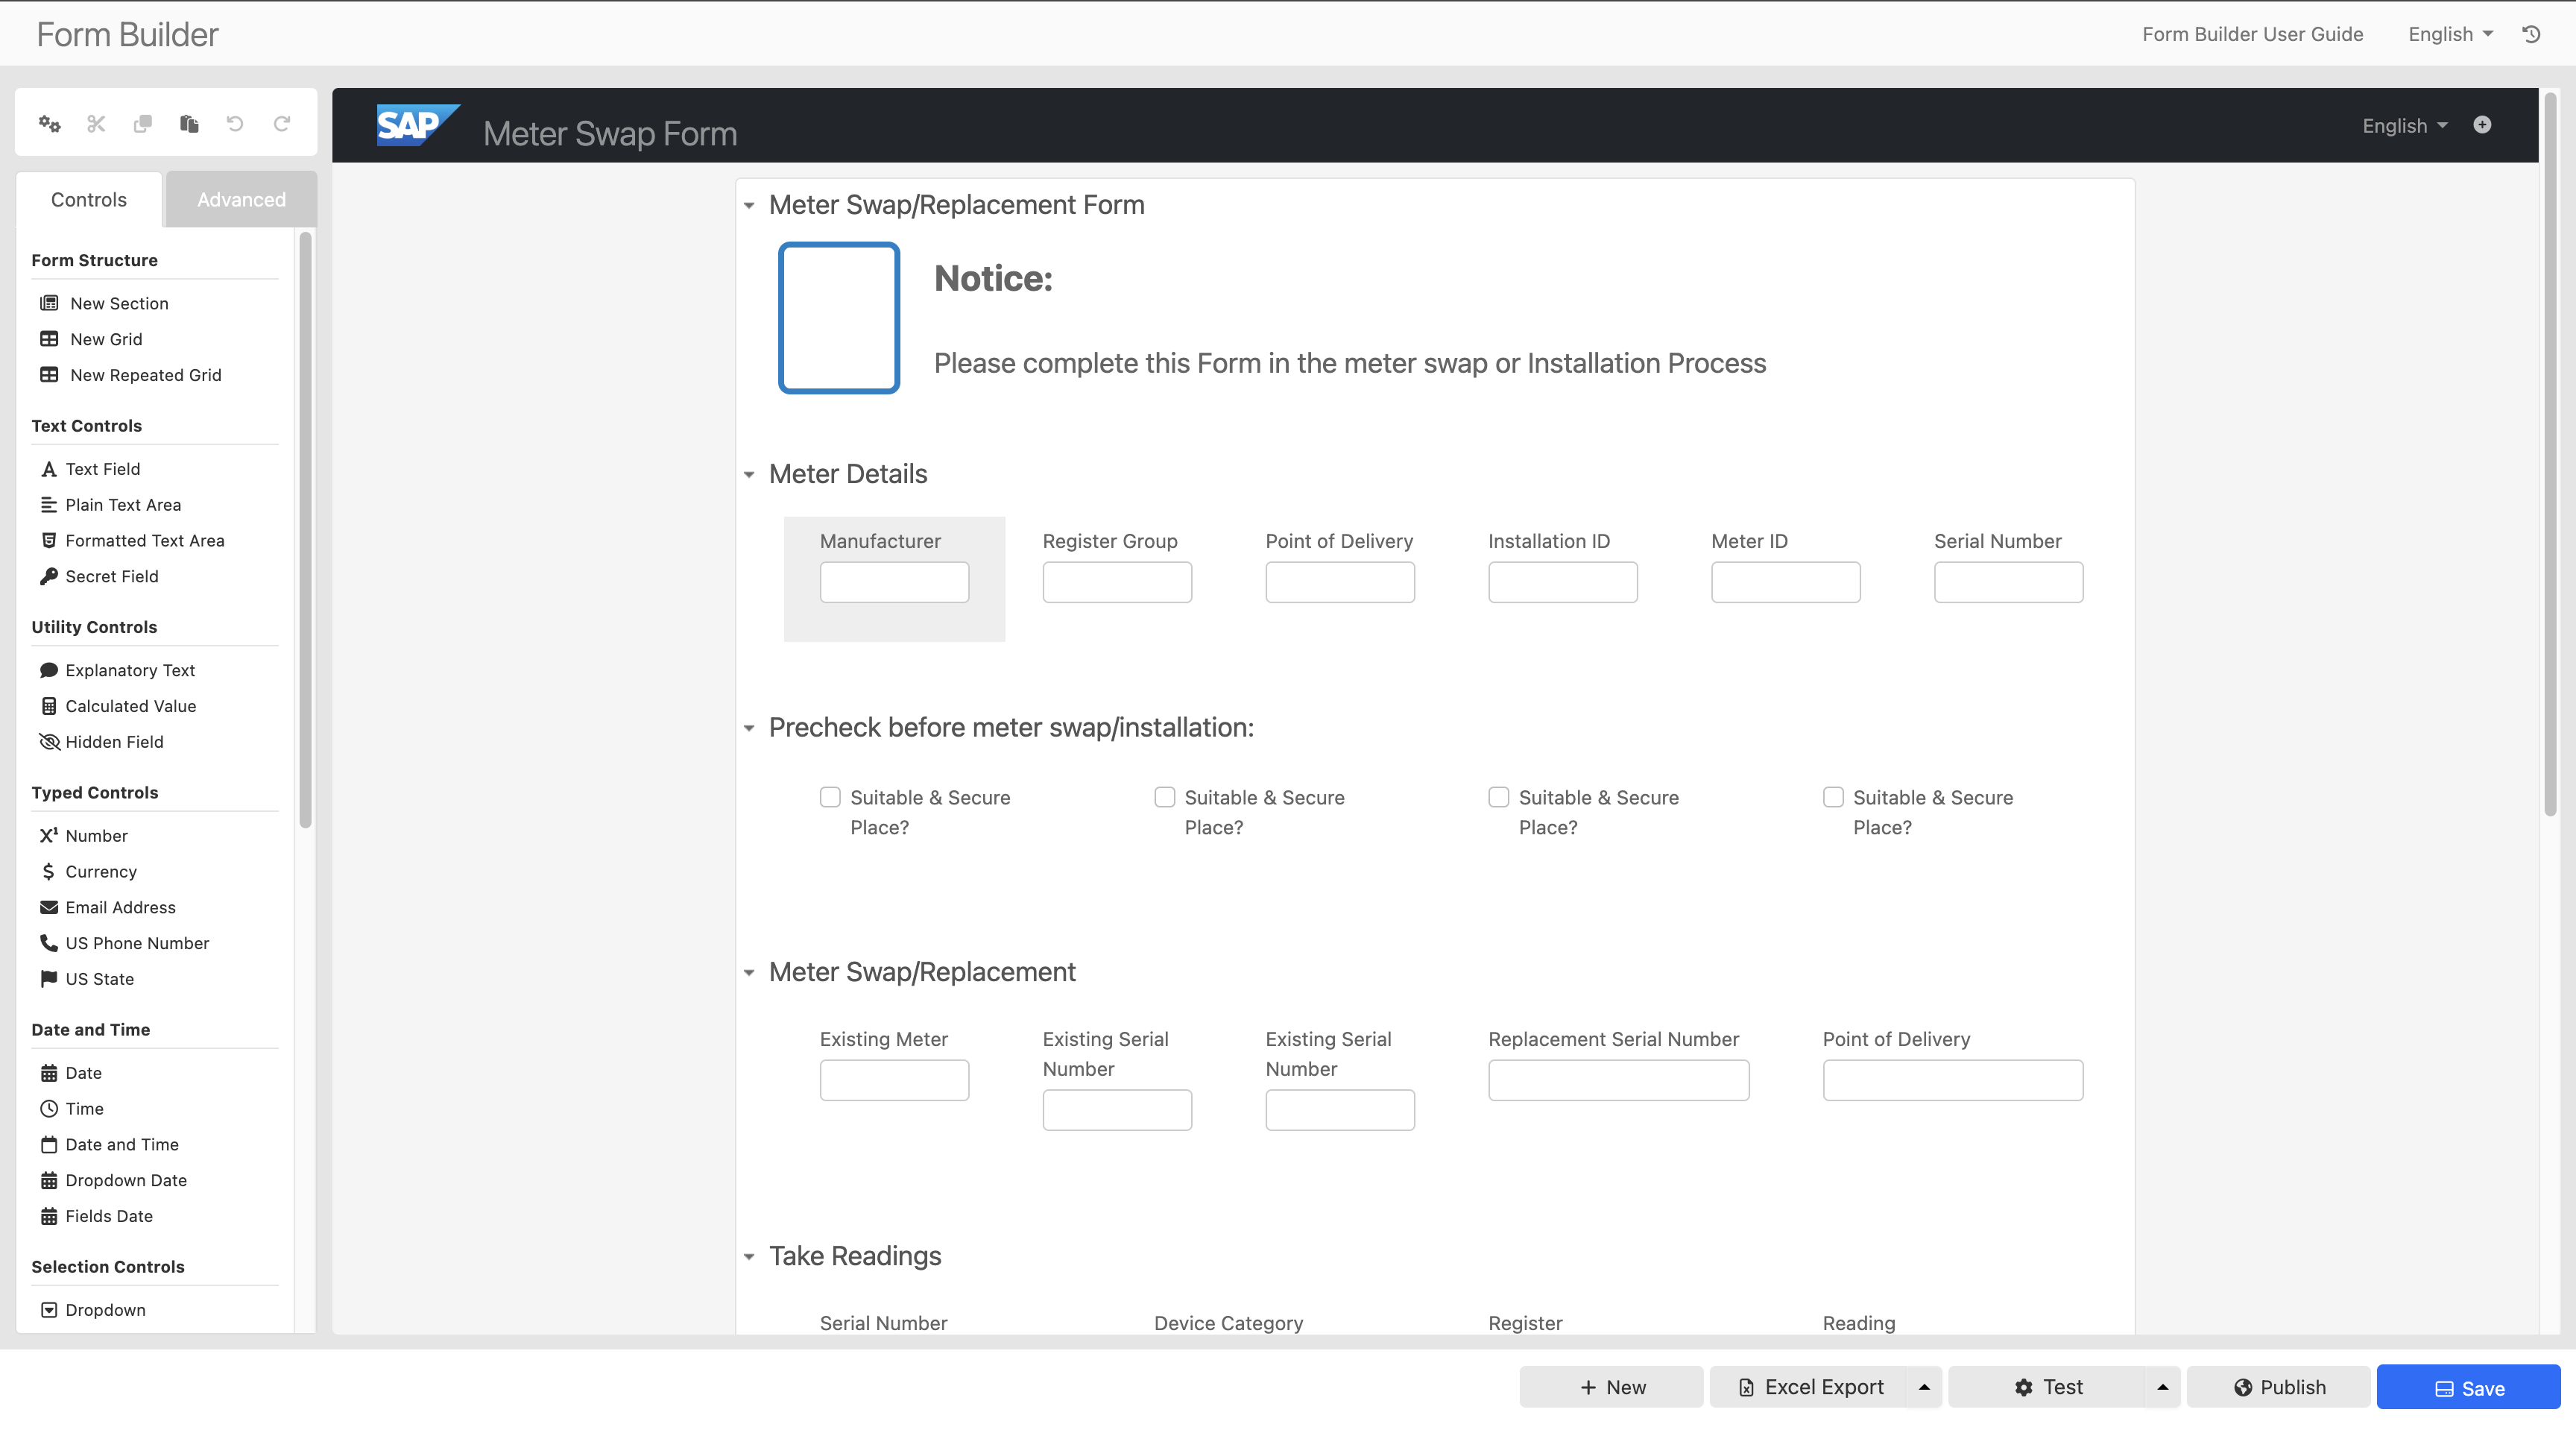 Form Builder
Form Builder User Guide
English
SAP
Meter Swap Form
English
Controls
Advanced
Form Structure
New Section
New Grid
New Repeated Grid
Text Controls
Text Field
Plain Text Area
Formatted Text Area
Secret Field
Utility Controls
Explanatory Text
Calculated Value
Hidden Field
Typed Controls
Number
Currency
Email Address
US Phone Number
US State
Date and Time
Date
Time
Date and Time
Dropdown Date
Fields Date
Selection Controls
Dropdown
Meter Swap/Replacement Form
Notice:
Please complete this Form in the meter swap or Installation Process
Meter Details
Manufacturer
Register Group
Point of Delivery
Installation ID
Meter ID
Serial Number
Precheck before meter swap/installation:
Suitable & Secure
Place?
Suitable & Secure
Place?
Suitable & Secure
Place?
Suitable & Secure
Place?
Meter Swap/Replacement
Existing Meter
Existing Serial
Number
Existing Serial
Number
Replacement Serial Number
Point of Delivery
Take Readings
Serial Number
Device Category
Register
Reading
New
Excel Export
Test
Publish
Save